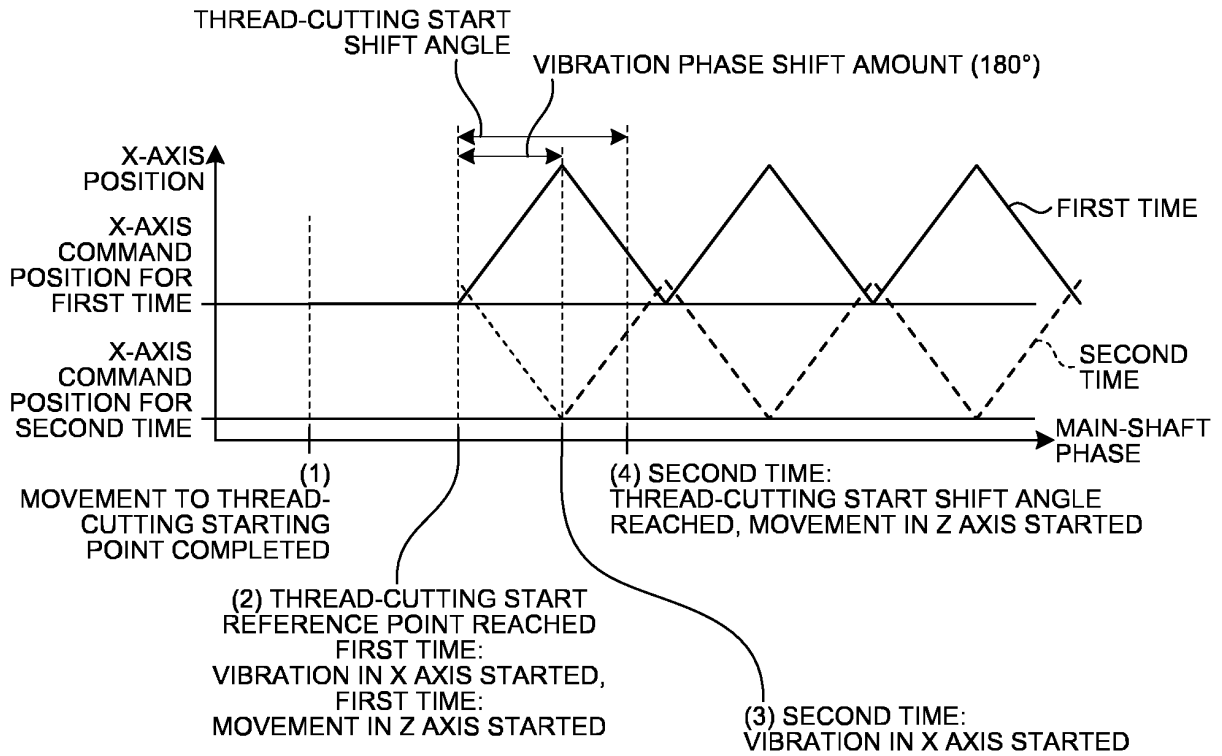 THREAD-CUTTING START
SHIFT ANGLE
VIBRATION PHASE SHIFT AMOUNT (180°)
X-AXIS
POSITION
FIRST TIME
X-AXIS
COMMAND
POSITION FOR
FIRST TIME
X-AXIS
COMMAND
POSITION FOR
SECOND TIME
SECOND
TIME
MAIN-SHAFT
PHASE
(1)
MOVEMENT TO THREAD-
CUTTING STARTING
POINT COMPLETED
(4) SECOND TIME:
THREAD-CUTTING START SHIFT ANGLE
REACHED, MOVEMENT IN Z AXIS STARTED
(2) THREAD-CUTTING START
REFERENCE POINT REACHED
FIRST TIME:
VIBRATION IN X AXIS STARTED,
FIRST TIME:
MOVEMENT IN Z AXIS STARTED
(3) SECOND TIME:
VIBRATION IN X AXIS STARTED